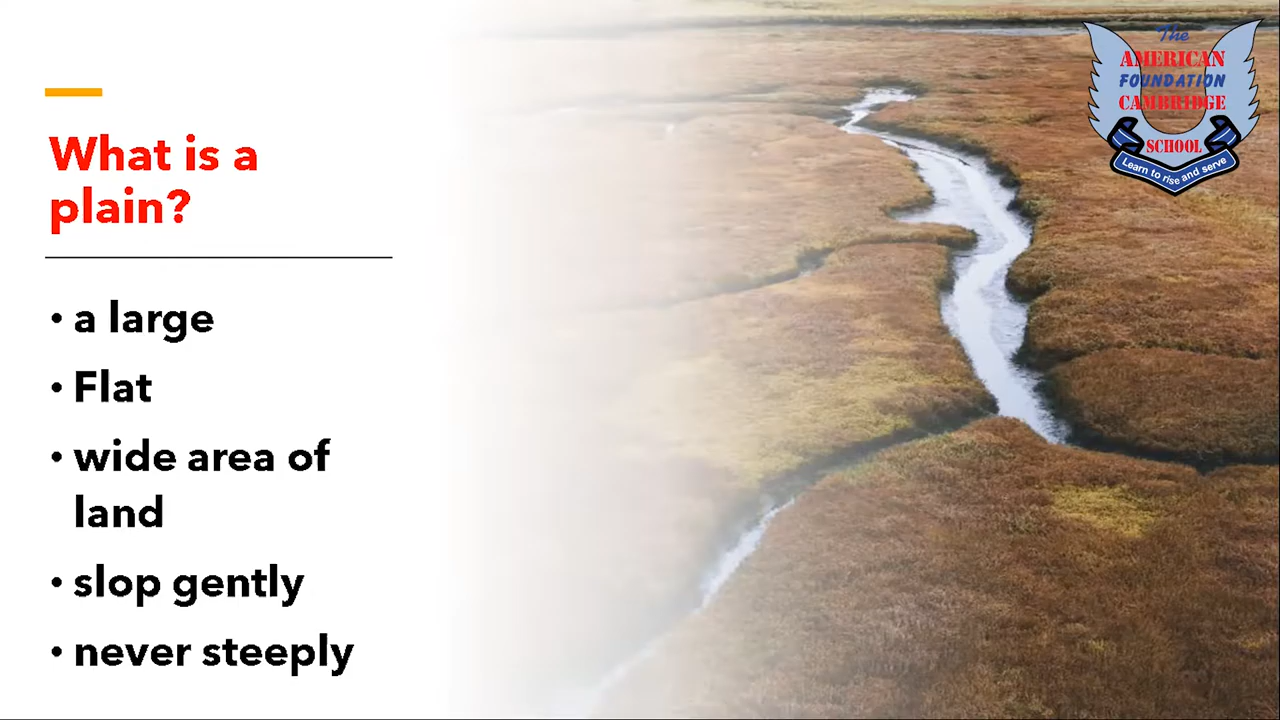 What is a
plain?
• a large
• Flat
• wide area of
land
• slop gently
• never steeply
The
AMERICAN
FOUNDATION
CAMBRIDGE
SCHOOL
Learn to rise and serve